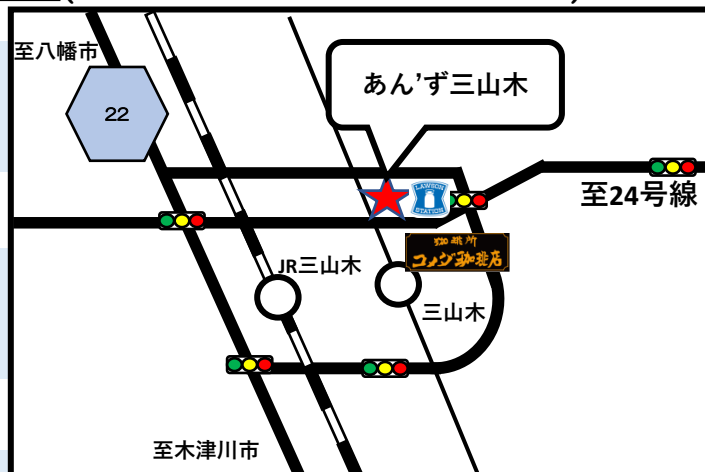 至八幡市
22
あん’ず三山木
LAWSON
STATION
至24号線
珈琲所
コメダ珈琲店
JR三山木
三山木
至木津川市